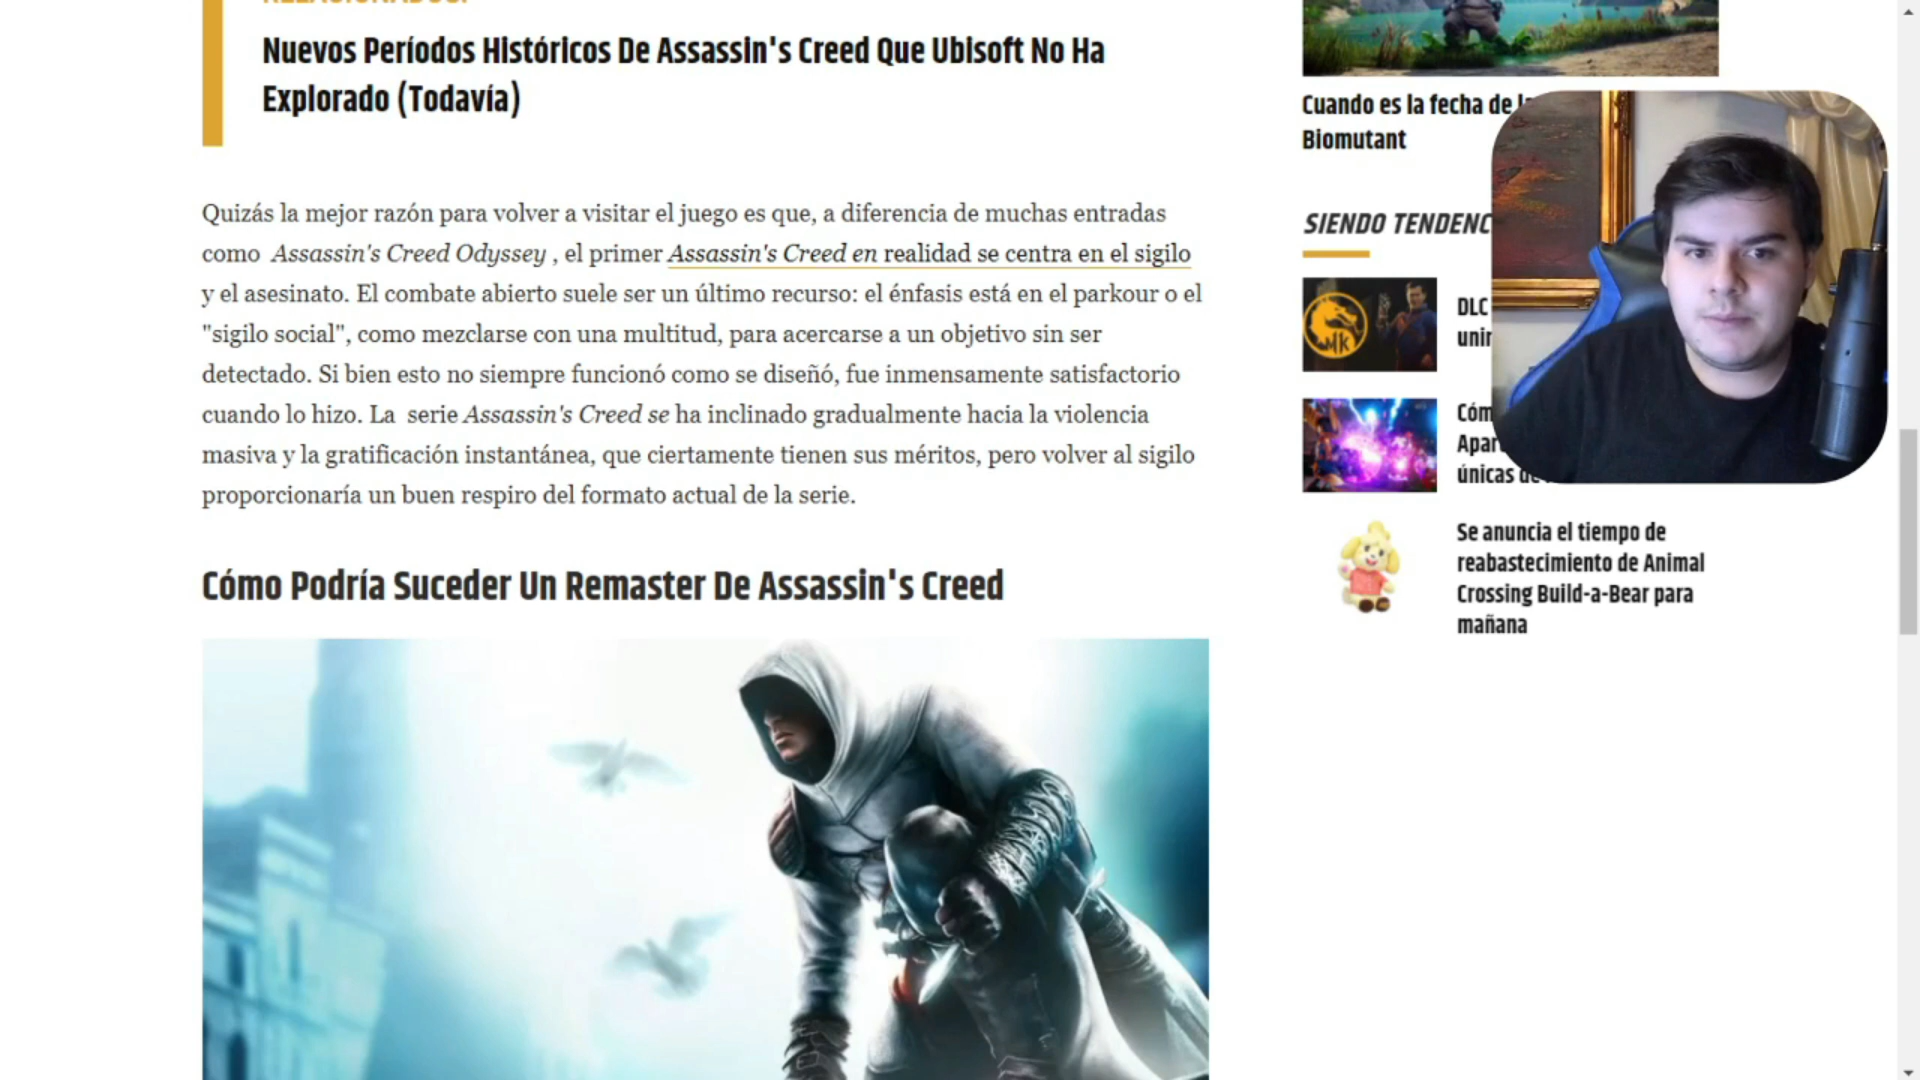 RELACIONADOS:
Nuevos Períodos Históricos De Assassin's Creed Que Ubisoft No Ha
Explorado (Todavía)
Quizás la mejor razón para volver a visitar el juego es que, a diferencia de muchas entradas
como Assassin's Creed Odyssey , el primer Assassin's Creed en realidad se centra en el sigilo
y el asesinato. El combate abierto suele ser un último recurso: el énfasis está en el parkour o el
"sigilo social", como mezclarse con una multitud, para acercarse a un objetivo sin ser
detectado. Si bien esto no siempre funcionó como se diseñó, fue inmensamente satisfactorio
cuando lo hizo. La serie Assassin's Creed se ha inclinado gradualmente hacia la violencia
masiva y la gratificación instantánea, que ciertamente tienen sus méritos, pero volver al sigilo
proporcionaría un buen respiro del formato actual de la serie.
Cómo Podría Suceder Un Remaster De Assassin's Creed
Cuando es la fecha de
Biomutant
SIENDO
MK
DLC
únicas
Se anuncia el tiempo de
reabastecimiento de Animal
Crossing Build-a-Bear para
mañana